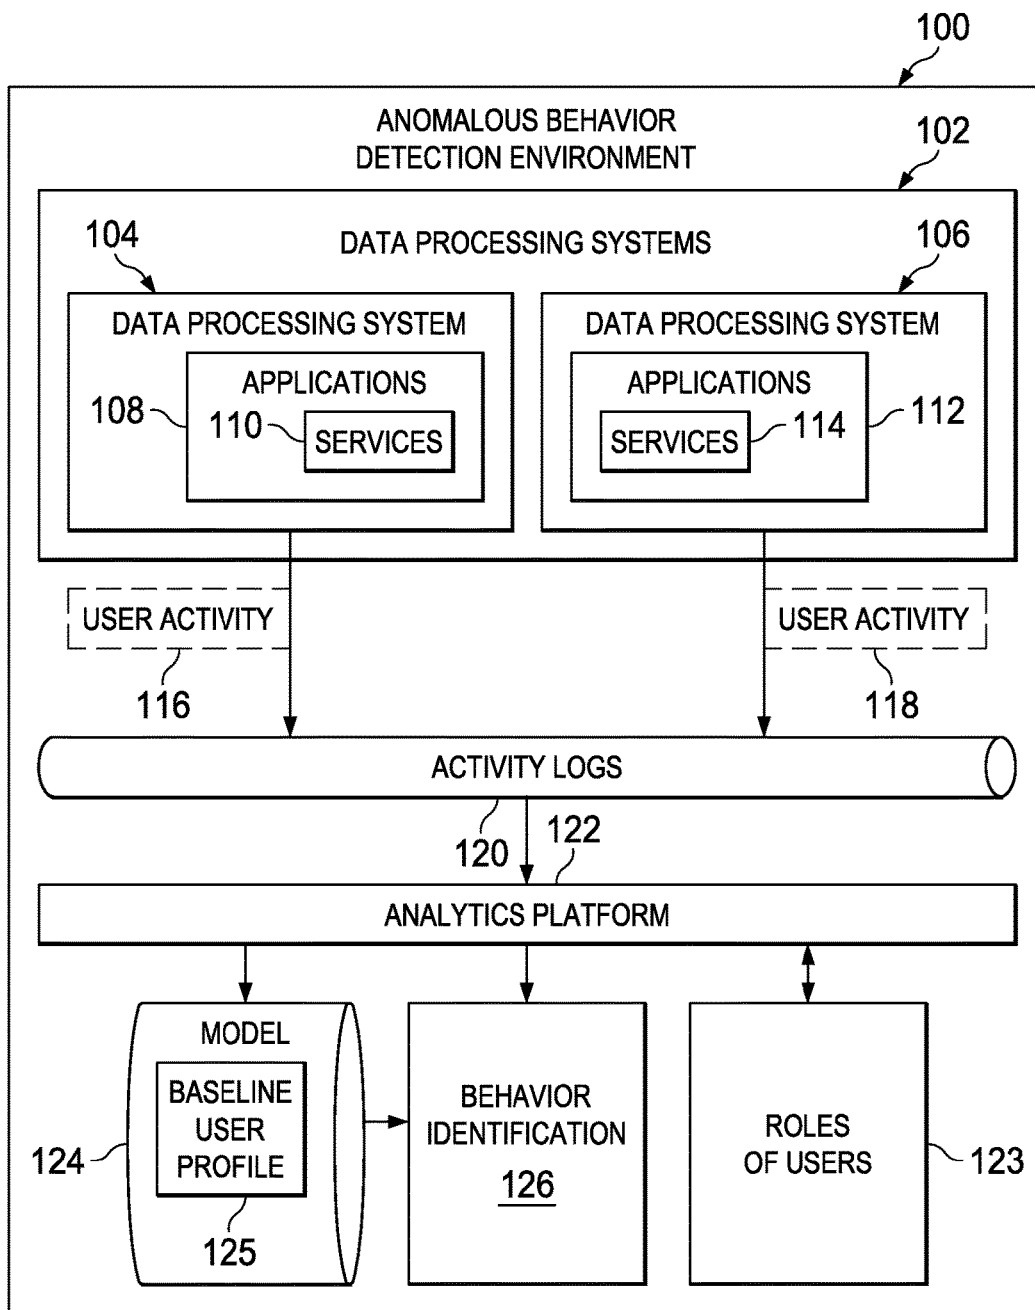 100
ANOMALOUS BEHAVIOR
DETECTION ENVIRONMENT
102
DATA PROCESSING SYSTEMS
104
106
DATA PROCESSING SYSTEM
DATA PROCESSING SYSTEM
APPLICATIONS
APPLICATIONS
108
110
SERVICES
SERVICES
114
112
USER ACTIVITY
USER ACTIVITY
116
118
ACTIVITY LOGS
120
122
ANALYTICS PLATFORM
MODEL
BASELINE
USER
PROFILE
124
125
BEHAVIOR
IDENTIFICATION
126
ROLES
OF USERS
123